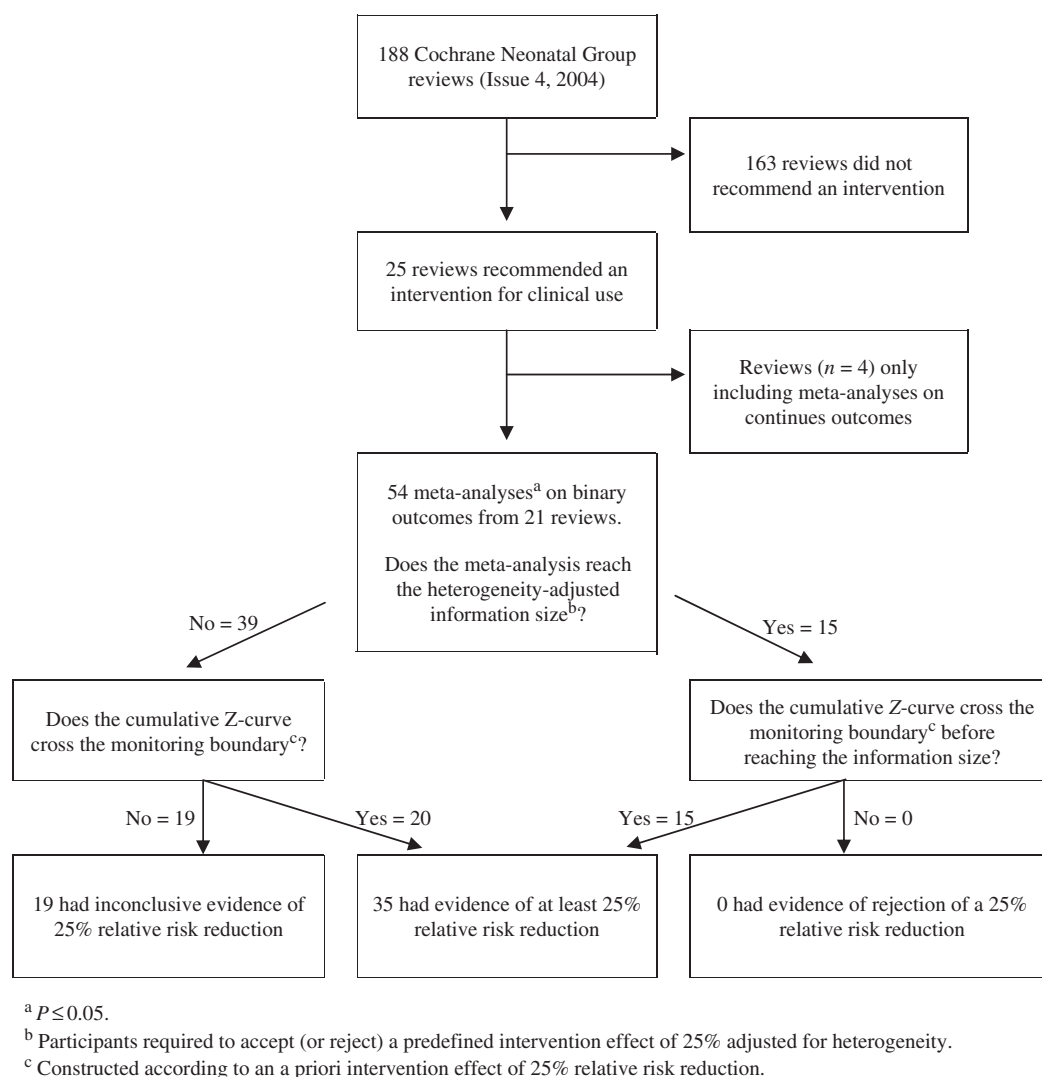 188 Cochrane Neonatal Group
reviews (Issue 4, 2004)
163 reviews did not
recommend an intervention
25 reviews recommended an
intervention for clinical use
Reviews (n = 4) only
including meta-analyses on
continues outcomes
54 meta-analysesa on binary
outcomes from 21 reviews.
Does the meta-analysis reach
the heterogeneity-adjusted
information sizeb?
No = 39
Yes = 15
Does the cumulative Z-curve
cross the monitoring boundaryc?
Does the cumulative Z-curve cross the
monitoring boundaryc before
reaching the information size?
No = 19
Yes = 20
Yes = 15
No = 0
19 had inconclusive evidence of
25% relative risk reduction
35 had evidence of at least 25%
relative risk reduction
0 had evidence of rejection of a 25%
relative risk reduction
a P≤0.05.
b Participants required to accept (or reject) a predefined intervention effect of 25% adjusted for heterogeneity.
c Constructed according to an a priori intervention effect of 25% relative risk reduction.